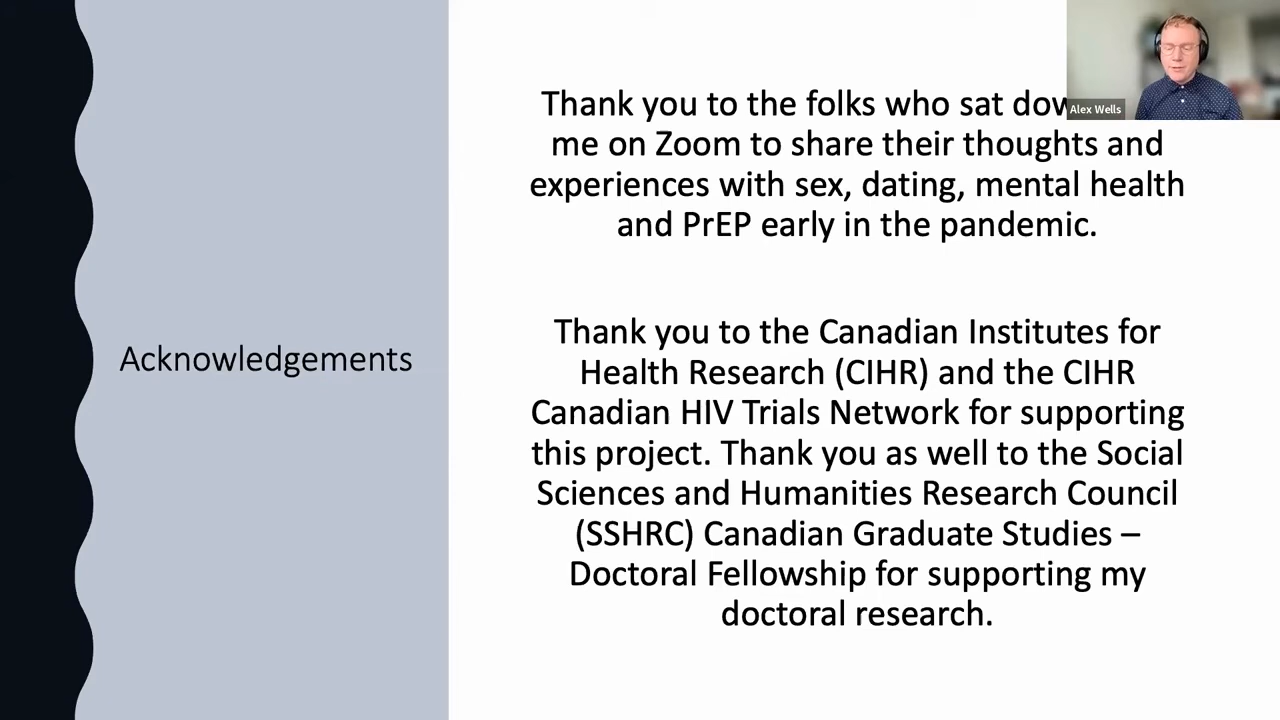 Acknowledgements
Thank you to the folks who sat
me on Zoom to share their thoughts and
experiences with sex, dating, mental health
and PrEP early in the pandemic.
Thank you to the Canadian Institutes for
Health Research (CIHR) and the CIHR
Canadian HIV Trials Network for supporting
this project. Thank you as well to the Social
Sciences and Humanities Research Council
(SSHRC) Canadian Graduate Studies –
Doctoral Fellowship for supporting my
doctoral research.
Alex Wells